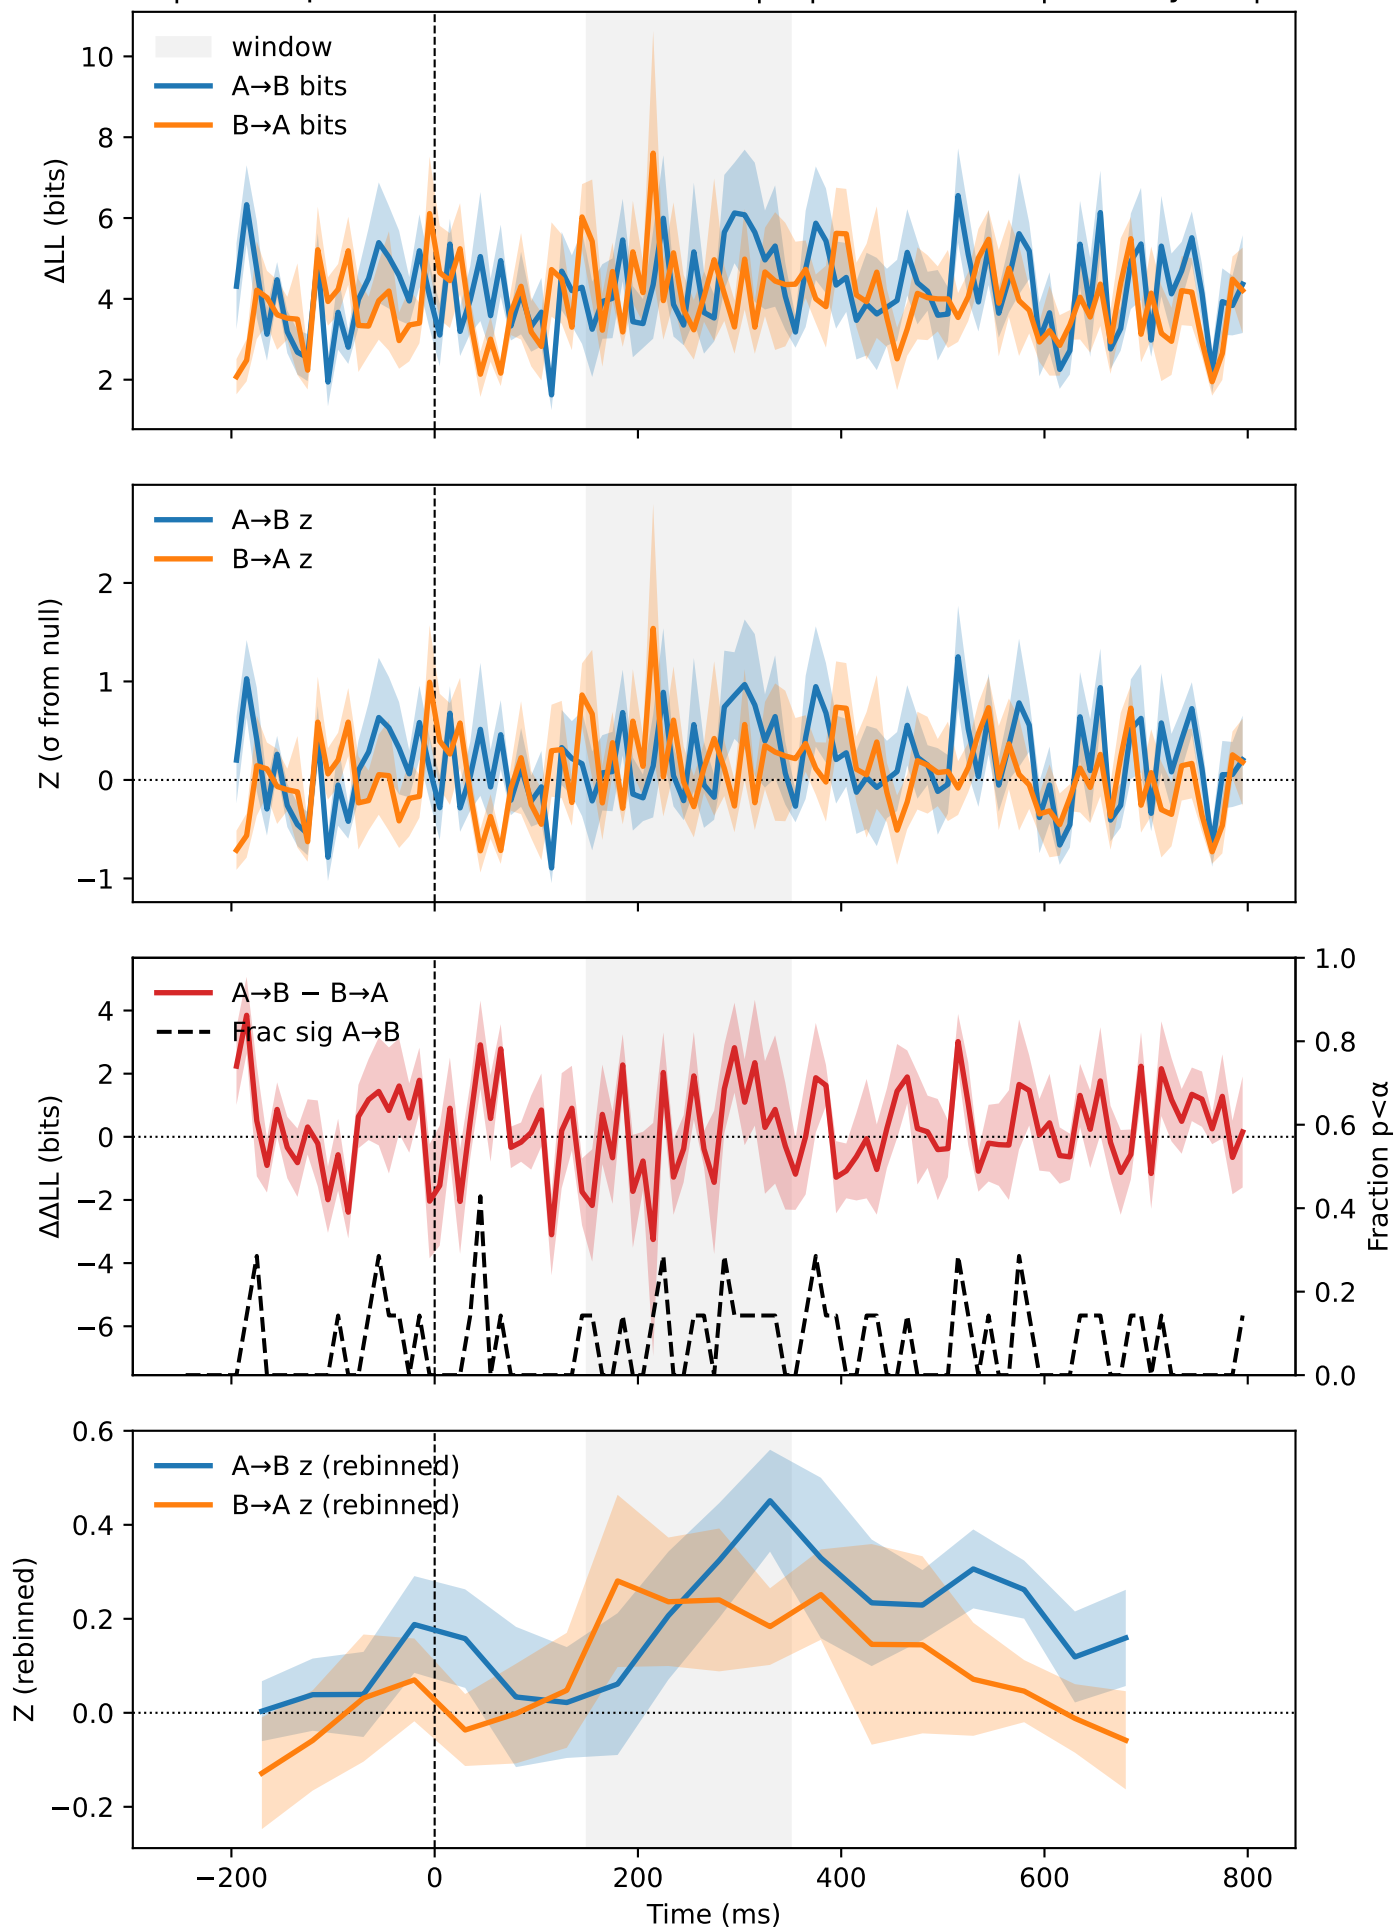 window
A→B bits
B→A bits
10
8
6
4
2
ΔLL (bits)
A→B z
B→A z
2
1
0
−1
Z (σ from null)
A→B − B→A
Frac sig A→B
4
2
0
−2
−4
−6
ΔΔLL (bits)
1.0
0.8
0.6
0.4
0.2
0.0
Fraction p<α
A→B z (rebinned)
B→A z (rebinned)
0.6
0.4
0.2
0.0
−0.2
Z (rebinned)
−200 0 200 400 600 800
Time (ms)